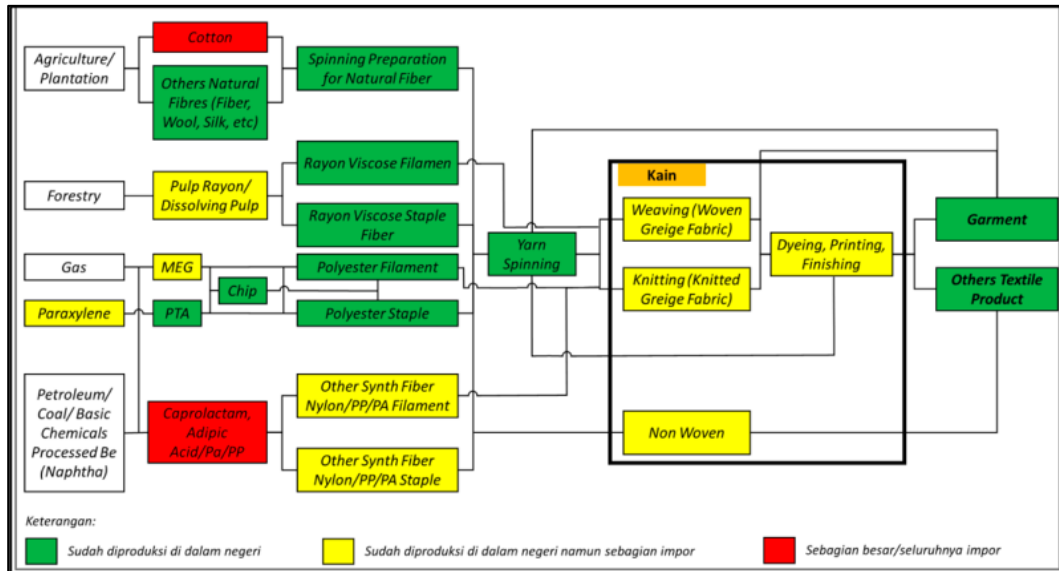 Agriculture/
Plantation
Cotton
Others Natural
Fibres (Fiber,
Wool, Silk, etc)
Spinning Preparation
for Natural Fiber
Forestry
Pulp Rayon/
Dissolving Pulp
Rayon Viscose Filamen
Rayon Viscose Staple
Fiber
Gas
MEG
Chip
Polyester Filament
Paraxylene
PTA
Polyester Staple
Petroleum/
Coal/ Basic
Chemicals
Processed Be
(Naphtha)
Caprolactam,
Adipic
Acid/Pa/PP
Other Synth Fiber
Nylon/PP/PA Filament
Other Synth Fiber
Nylon/PP/PA Staple
Yarn
Spinning
Kain
Weaving (Woven
Greige Fabric)
Knitting (Knitted
Greige Fabric)
Dyeing, Printing,
Finishing
Non Woven
Garment
Others Textile
Product
Keterangan:
Sudah diproduksi di dalam negeri
Sudah diproduksi di dalam negeri namun sebagian impor
Sebagian besar/seluruhnya impor